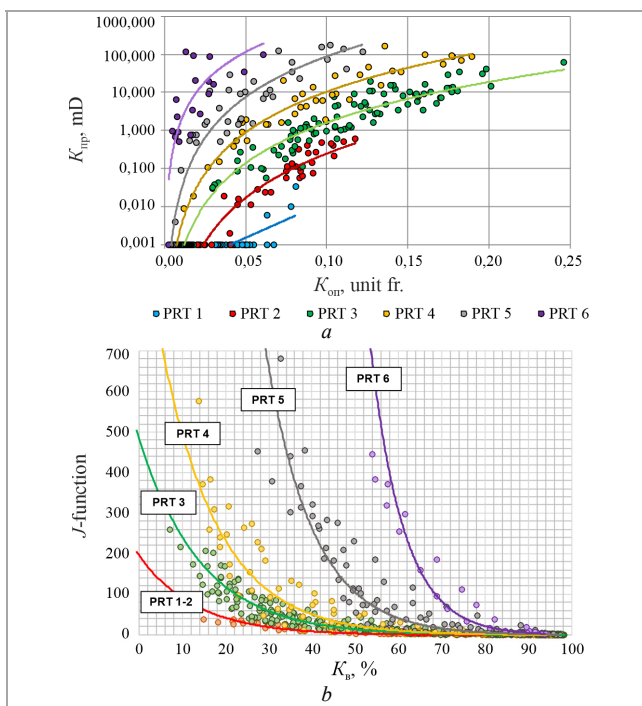 1000,000
100,000
10,000
1,000
0,100
0,010
0,001
Kпр, mD
0,00 0,05 0,10 0,15 0,20 0,25
Kоп, unit fr.
PRT 1 PRT 2 PRT 3 PRT 4 PRT 5 PRT 6
a
700
600
500
400
300
200
100
0
J-function
PRT 6
PRT 5
PRT 4
PRT 3
PRT 1-2
0 10 20 30 40 50 60 70 80 90 100
Kв, %
b